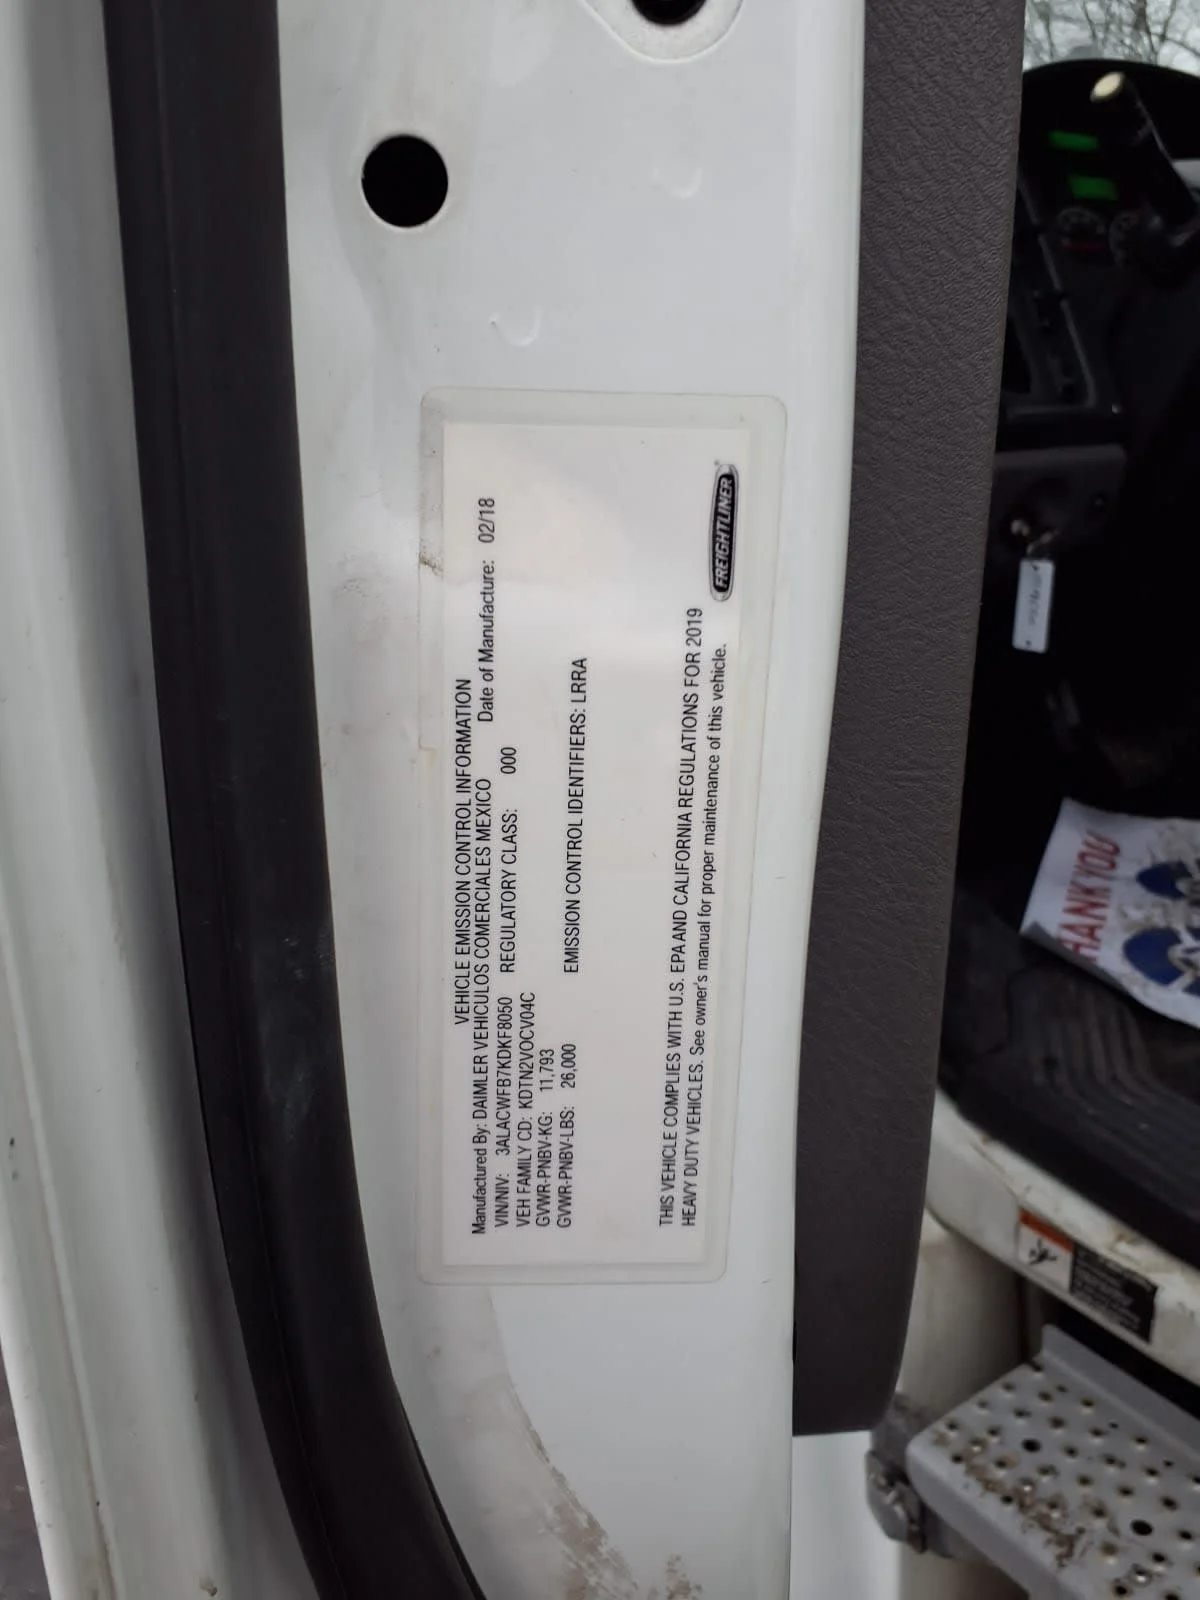 VEHICLE EMISSION CONTROL INFORMATION
Manufactured By: DAIMLER VEHICULOS COMERCIALES MEXICO Date of Manufacture: 02/18
VIN/NIV: 3ALACWFB7KDKF8050 REGULATORY CLASS: 000
VEH FAMILY CD: KDTN2VOCV04C
GVWR-PNBV-KG: 11,793
GVWR-PNBV-LBS: 26,000 EMISSION CONTROL IDENTIFIERS: LRRA
THIS VEHICLE COMPLIES WITH U.S. EPA AND CALIFORNIA REGULATIONS FOR 2019
HEAVY DUTY VEHICLES. See owner's manual for proper maintenance of this vehicle.
FREIGHTLINER
HANK YOU